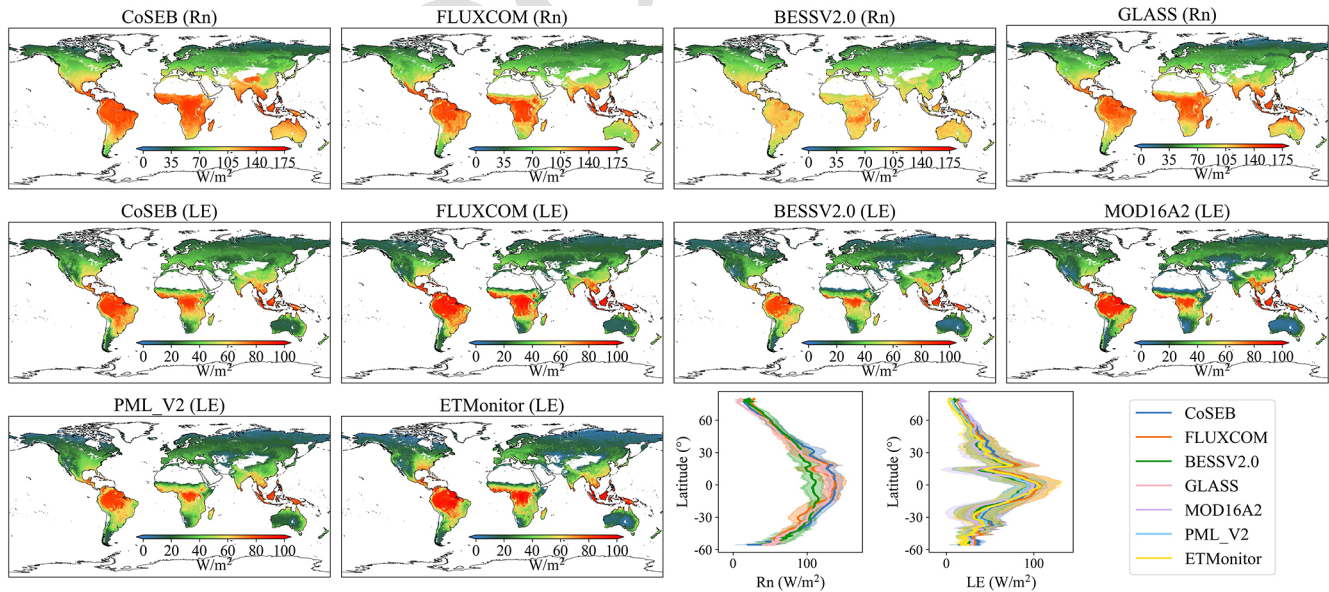 CoSEB (Rn) FLUXCOM (Rn) BESSV2.0 (Rn) GLASS (Rn)
0 35 70 105 140 175 0 35 70 105 140 175 0 35 70 105 140 175 0 35 70 105 140 175
W/m² W/m² W/m² W/m²
CoSEB (LE) FLUXCOM (LE) BESSV2.0 (LE) MOD16A2 (LE)
0 20 40 60 80 100 0 20 40 60 80 100 0 20 40 60 80 100 0 20 40 60 80 100
W/m² W/m² W/m² W/m²
PML_V2 (LE) ETMonitor (LE)
0 20 40 60 80 100 0 20 40 60 80 100
W/m² W/m²
Latitude (°)
60
30
0
-30
-60
0 100
Rn (W/m²)
Latitude (°)
60
30
0
-30
-60
0 100
LE (W/m²)
CoSEB
FLUXCOM
BESSV2.0
GLASS
MOD16A2
PML_V2
ETMonitor